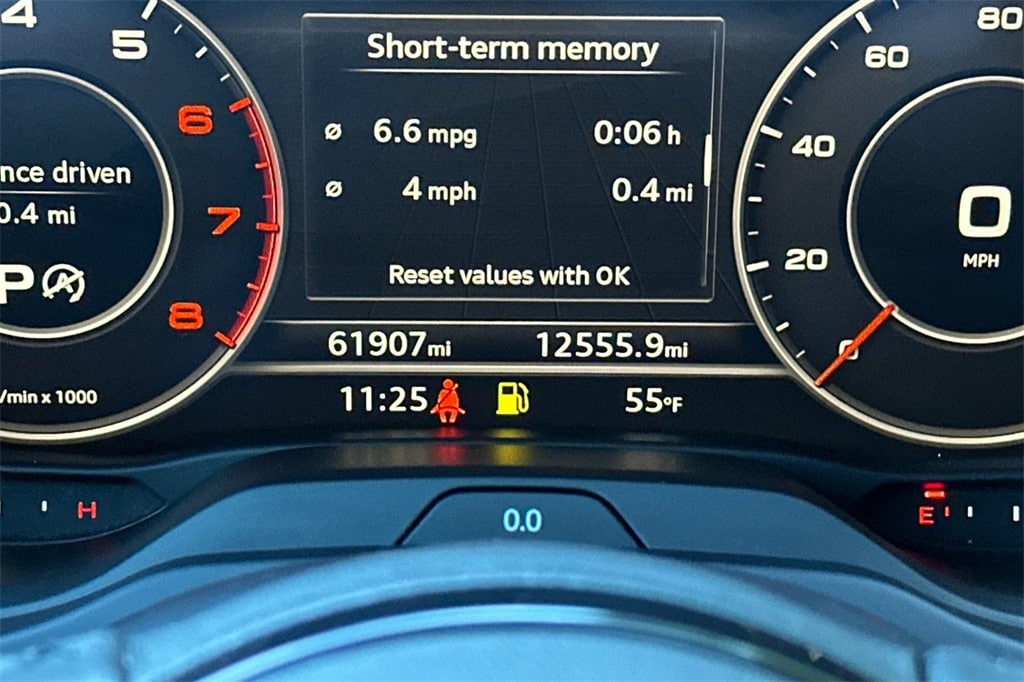 4
5
6
7
8
nce driven
0.4 mi
P
/min x 1000
Short-term memory
ø 6.6 mpg 0:06 h
ø 4 mph 0.4 mi
Reset values with OK
61907mi 12555.9mi
11:25 55°F
80
60
40
20
0
0
MPH
H
E
0.0